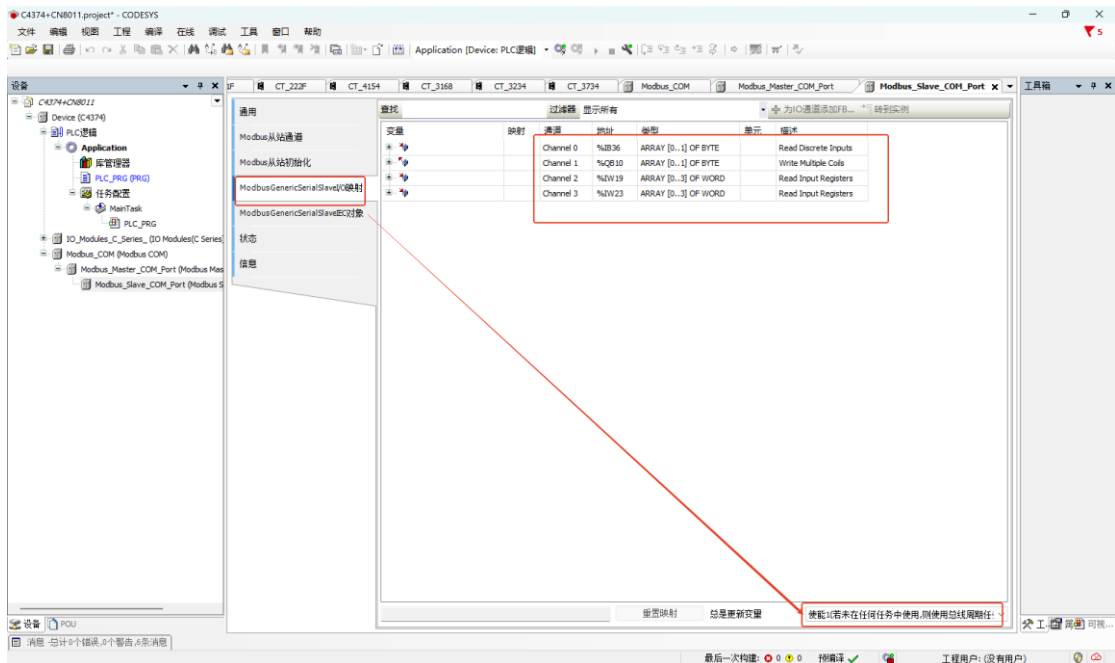 C4374+CN8011.project* - CODESYS
文件 编辑 视图 工程 编译 在线 调试 工具 窗口 帮助
5
Application [Device: PLC逻辑]
设备
C4374+CN8011
Device (C4374)
PLC逻辑
Application
库管理器
PLC_PRG (PRG)
任务配置
MainTask
PLC_PRG
IO_Modules_C_Series_ (IO Modules(C Series
Modbus_COM (Modbus COM)
Modbus_Master_COM_Port (Modbus Mas
Modbus_Slave_COM_Port (Modbus S
设备 POU
1F CT_222F CT_4154 CT_3168 CT_3234 CT_3734 Modbus_COM Modbus_Master_COM_Port Modbus_Slave_COM_Port
通用
Modbus从站通道
Modbus从站初始化
ModbusGenericSerialSlaveI/O映射
ModbusGenericSerialSlaveIEC对象
状态
信息
查找 过滤器 显示所有 为IO通道添加FB... 转到实例
变量 映射 通道 地址 类型 单元 描述
Channel 0 %IB36 ARRAY [0...1] OF BYTE Read Discrete Inputs
Channel 1 %QB10 ARRAY [0...1] OF BYTE Write Multiple Coils
Channel 2 %IW19 ARRAY [0...3] OF WORD Read Input Registers
Channel 3 %IW23 ARRAY [0...3] OF WORD Read Input Registers
重置映射 总是更新变量 使能1(若未在任何任务中使用,则使用总线周期任
工具箱
工. 属 可视...
消息 -总计0个错误,0个警告,6条消息
最后一次构建: 0 0 预编译 工程用户: (没有用户)